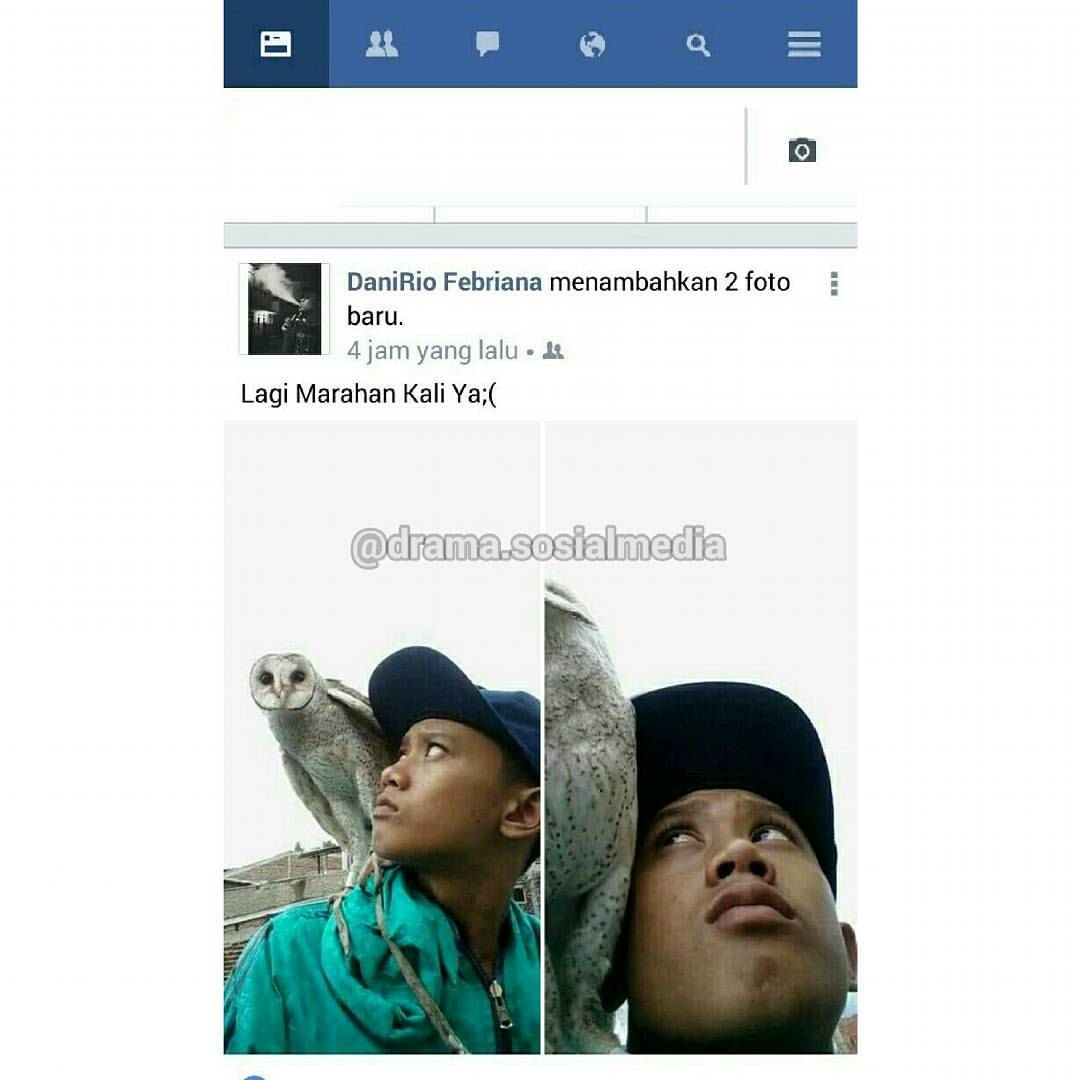 DaniRio Febriana menambahkan 2 foto
baru.
4 jam yang lalu •
Lagi Marahan Kali Ya;(
@drama.sosialmedia